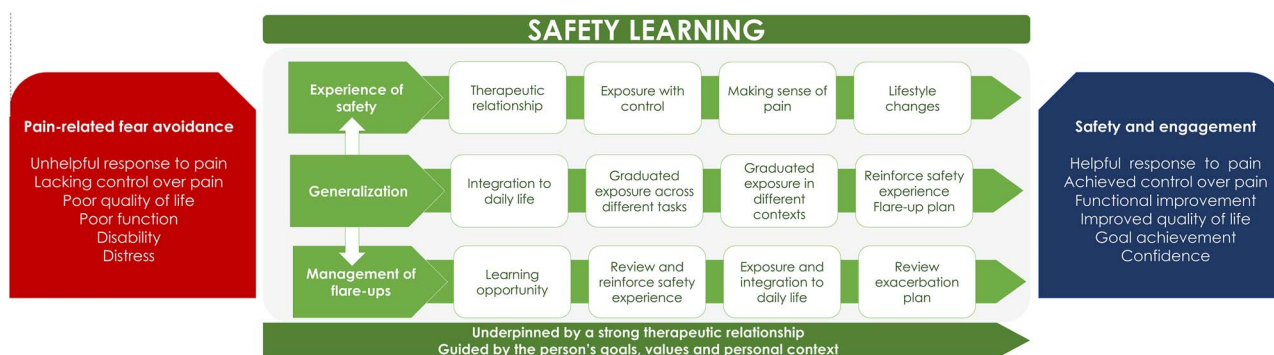 SAFETY LEARNING
Pain-related fear avoidance
Unhelpful response to pain
Lacking control over pain
Poor quality of life
Poor function
Disability
Distress
Experience of
safety
Therapeutic
relationship
Exposure with
control
Making sense
of pain
Lifestyle
changes
Generalization
Integration to
daily life
Graduated
exposure across
different tasks
Graduated
exposure in
different
contexts
Reinforce safety
experience
Flare-up plan
Management of
flare-ups
Learning
opportunity
Review and
reinforce safety
experience
Exposure and
integration to
daily life
Review
exacerbation
plan
Safety and engagement
Helpful response to pain
Achieved control over pain
Functional improvement
Improved quality of life
Goal achievement
Confidence
Underpinned by a strong therapeutic relationship
Guided by the person's goals, values and personal context